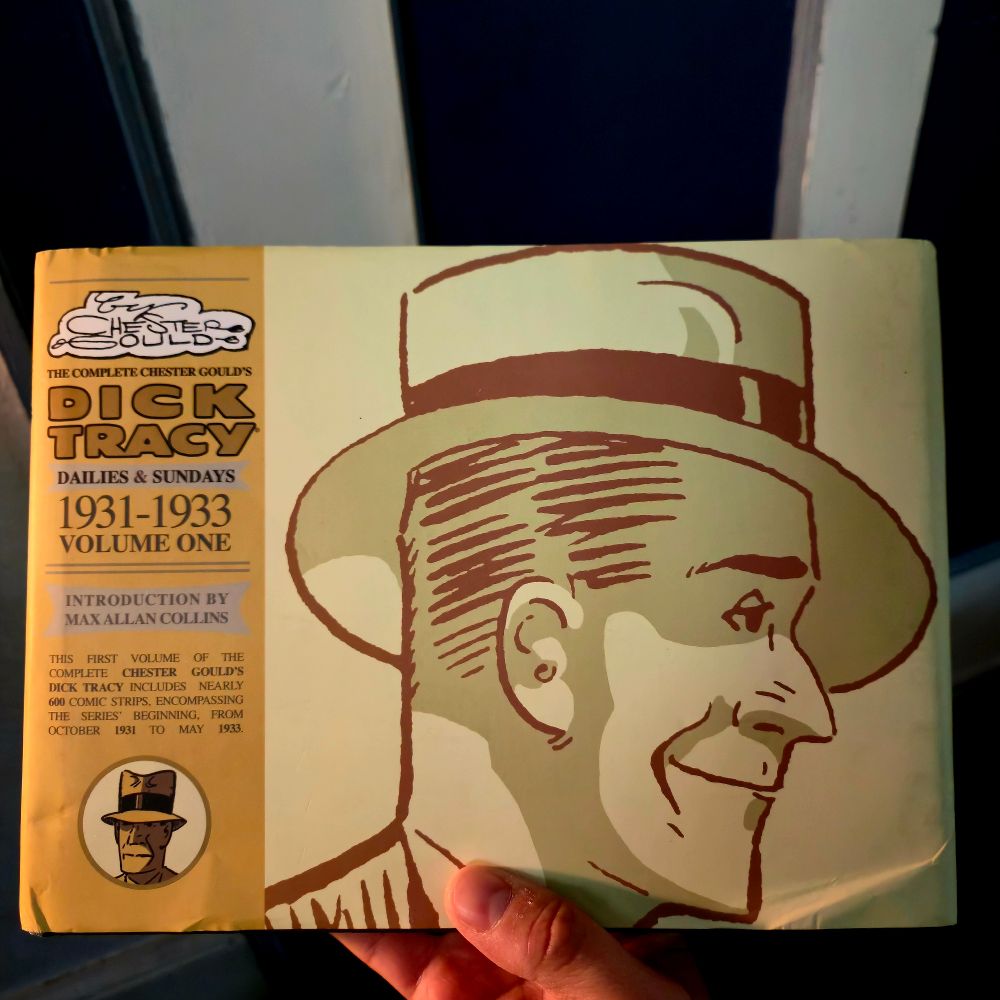 by
CHESTER
GOULD
THE COMPLETE CHESTER GOULD'S
DICK
TRACY®
DAILIES & SUNDAYS
1931-1933
VOLUME ONE
INTRODUCTION BY
MAX ALLAN COLLINS
THIS FIRST VOLUME OF THE
COMPLETE CHESTER GOULD'S
DICK TRACY INCLUDES NEARLY
600 COMIC STRIPS, ENCOMPASSING
THE SERIES' BEGINNING, FROM
OCTOBER 1931 TO MAY 1933.